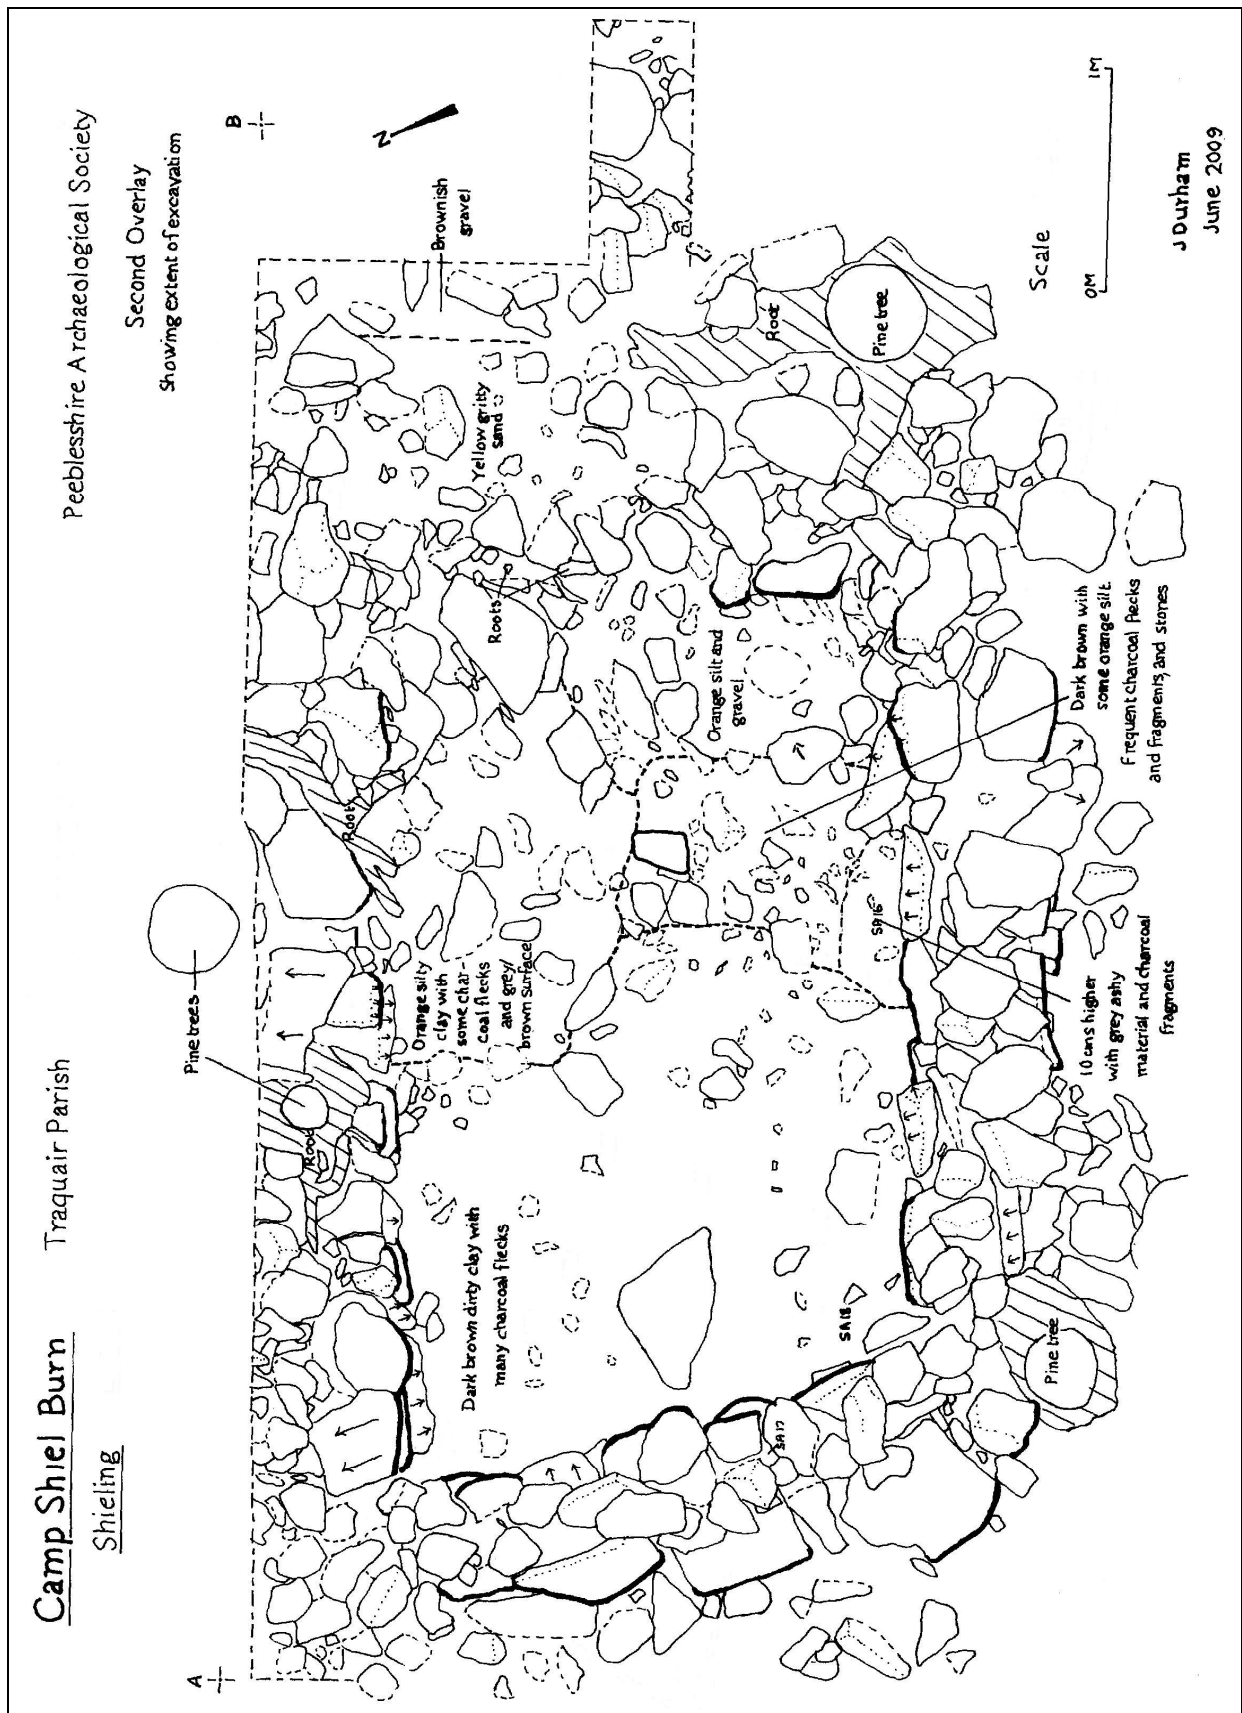 Camp Shiel Burn
Traquair Parish
Peeblesshire Archaeological Society
Shieling
Second Overlay
Showing extent of excavation
A
B
N
Pine trees
Root
Root
Brownish
gravel
Orange silty
clay with
some char-
coal flecks
and grey/
brown surface
Roots
Yellow gritty
sand
Dark brown dirty clay with
many charcoal flecks
Orange silt and
gravel
Root
Pine tree
SA17
SA18
SA16
Pine tree
10 cms higher
with grey ashy
material and charcoal
fragments
Dark brown with
some orange silt.
Frequent charcoal flecks
and fragments, and stones
Scale
0M
1M
J Durham
June 2009